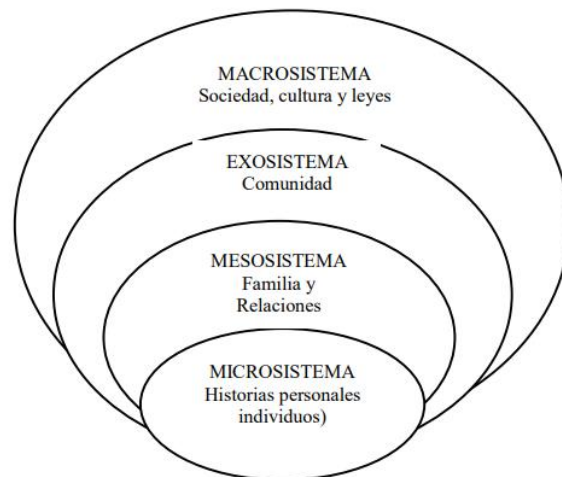 MACROSISTEMA
Sociedad, cultura y leyes
EXOSISTEMA
Comunidad
MESOSISTEMA
Familia y
Relaciones
MICROSISTEMA
Historias personales
individuos)